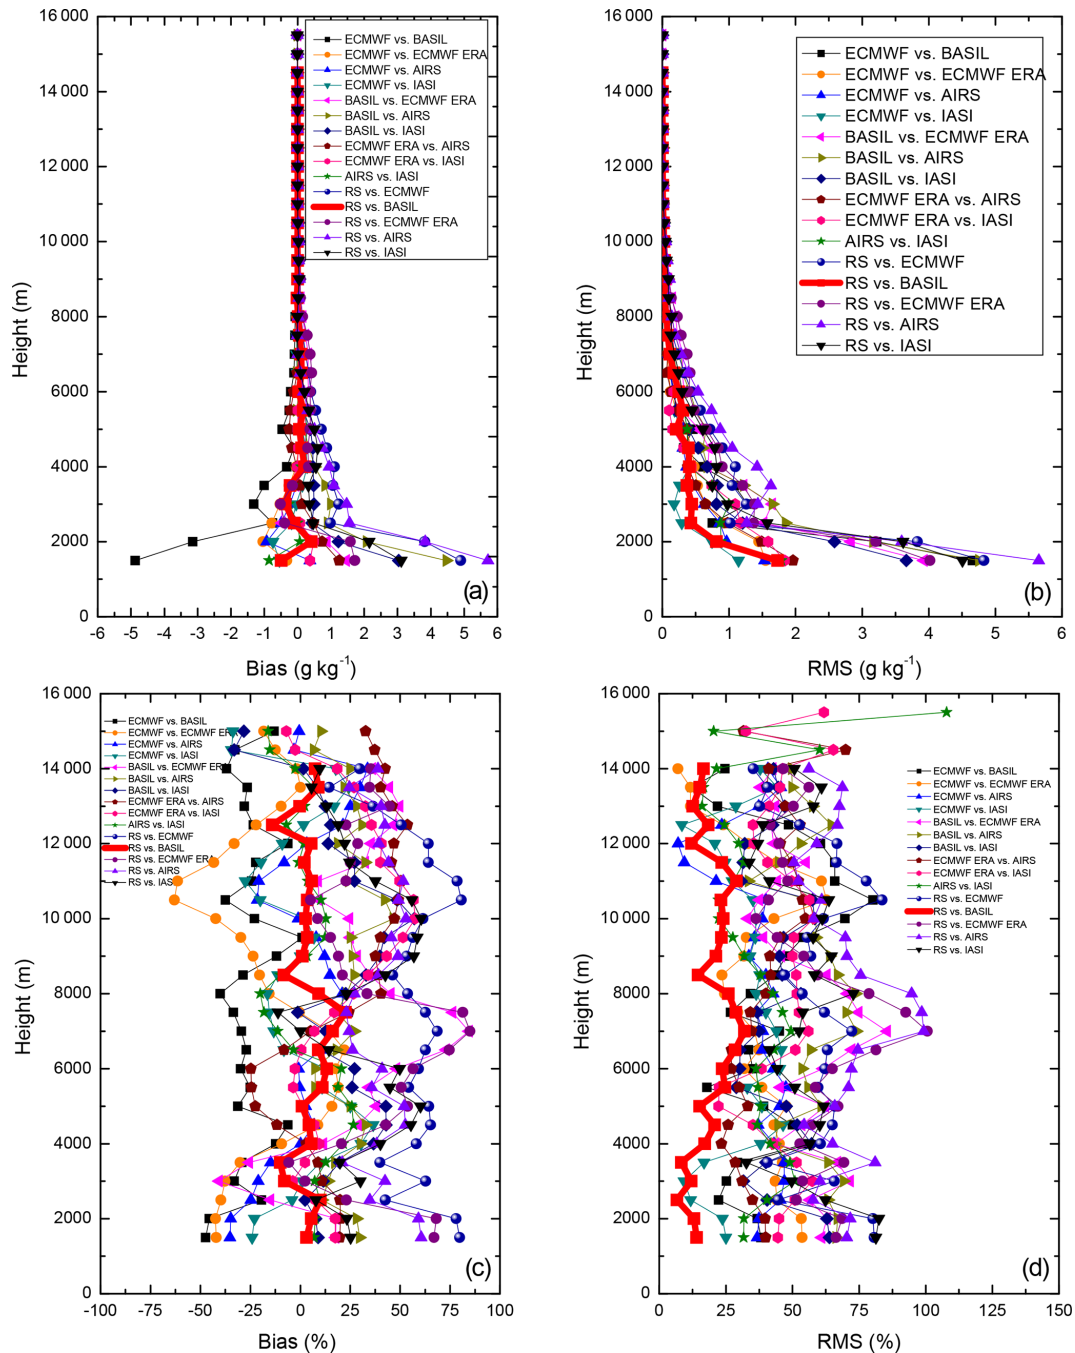 16 000
14 000
12 000
10 000
8000
6000
4000
2000
0
Height (m)
ECMWF vs. BASIL
ECMWF vs. ECMWF ERA
ECMWF vs. AIRS
ECMWF vs. IASI
BASIL vs. ECMWF ERA
BASIL vs. AIRS
BASIL vs. IASI
ECMWF ERA vs. AIRS
ECMWF ERA vs. IASI
AIRS vs. IASI
RS vs. ECMWF
RS vs. BASIL
RS vs. ECMWF ERA
RS vs. AIRS
RS vs. IASI
(a)
-6 -5 -4 -3 -2 -1 0 1 2 3 4 5 6
Bias (g kg⁻¹)
16 000
14 000
12 000
10 000
8000
6000
4000
2000
0
Height (m)
ECMWF vs. BASIL
ECMWF vs. ECMWF ERA
ECMWF vs. AIRS
ECMWF vs. IASI
BASIL vs. ECMWF ERA
BASIL vs. AIRS
BASIL vs. IASI
ECMWF ERA vs. AIRS
ECMWF ERA vs. IASI
AIRS vs. IASI
RS vs. ECMWF
RS vs. BASIL
RS vs. ECMWF ERA
RS vs. AIRS
RS vs. IASI
(b)
0 1 2 3 4 5 6
RMS (g kg⁻¹)
16 000
14 000
12 000
10 000
8000
6000
4000
2000
0
Height (m)
ECMWF vs. BASIL
ECMWF vs. ECMWF ERA
ECMWF vs. AIRS
ECMWF vs. IASI
BASIL vs. ECMWF ERA
BASIL vs. AIRS
BASIL vs. IASI
ECMWF ERA vs. AIRS
ECMWF ERA vs. IASI
AIRS vs. IASI
RS vs. ECMWF
RS vs. BASIL
RS vs. ECMWF ERA
RS vs. AIRS
RS vs. IASI
(c)
-100 -75 -50 -25 0 25 50 75 100
Bias (%)
16 000
14 000
12 000
10 000
8000
6000
4000
2000
0
Height (m)
ECMWF vs. BASIL
ECMWF vs. ECMWF ERA
ECMWF vs. AIRS
ECMWF vs. IASI
BASIL vs. ECMWF ERA
BASIL vs. AIRS
BASIL vs. IASI
ECMWF ERA vs. AIRS
ECMWF ERA vs. IASI
AIRS vs. IASI
RS vs. ECMWF
RS vs. BASIL
RS vs. ECMWF ERA
RS vs. AIRS
RS vs. IASI
(d)
0 25 50 75 100 125 150
RMS (%)